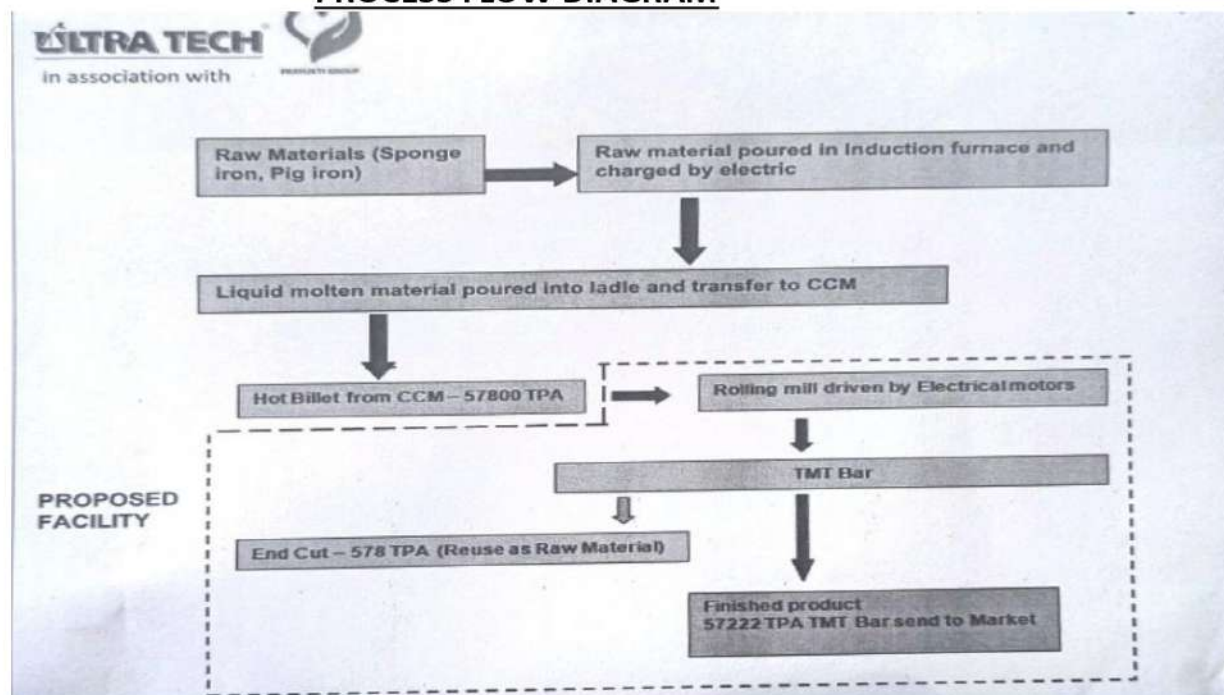 PROCESS FLOW DIAGRAM
ULTRA TECH
in association with
Raw Materials (Sponge
iron, Pig iron)
Raw material poured in Induction furnace and
charged by electric
Liquid molten material poured into ladle and transfer to CCM
Hot Billet from CCM – 57800 TPA
Rolling mill driven by Electrical motors
TMT Bar
PROPOSED
FACILITY
End Cut – 578 TPA (Reuse as Raw Material)
Finished product
57222 TPA TMT Bar send to Market